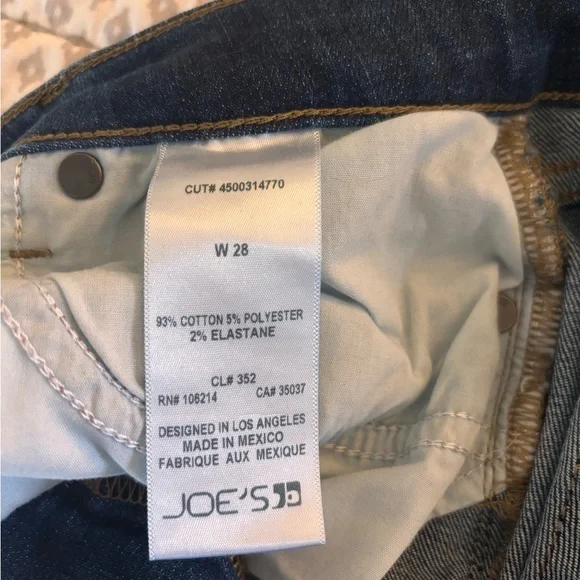 CUT# 4500314770
W 28
93% COTTON 5% POLYESTER
2% ELASTANE
CL# 352
RN# 106214 CA# 35037
DESIGNED IN LOS ANGELES
MADE IN MEXICO
FABRIQUE AUX MEXIQUE
JOE'S